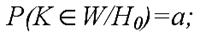 P(K ∈ W/H₀)=a;